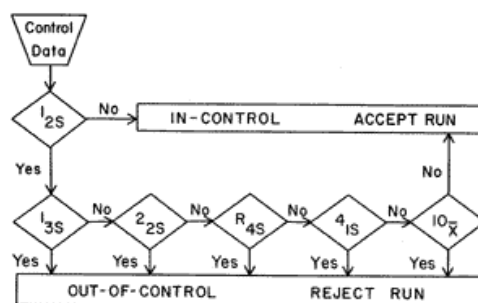 Control
Data
1 2S
No
IN-CONTROL ACCEPT RUN
Yes
No
1 3S
No
2 2S
No
R 4S
No
4 1S
No
10 X̅
Yes
Yes
Yes
Yes
Yes
OUT-OF-CONTROL REJECT RUN